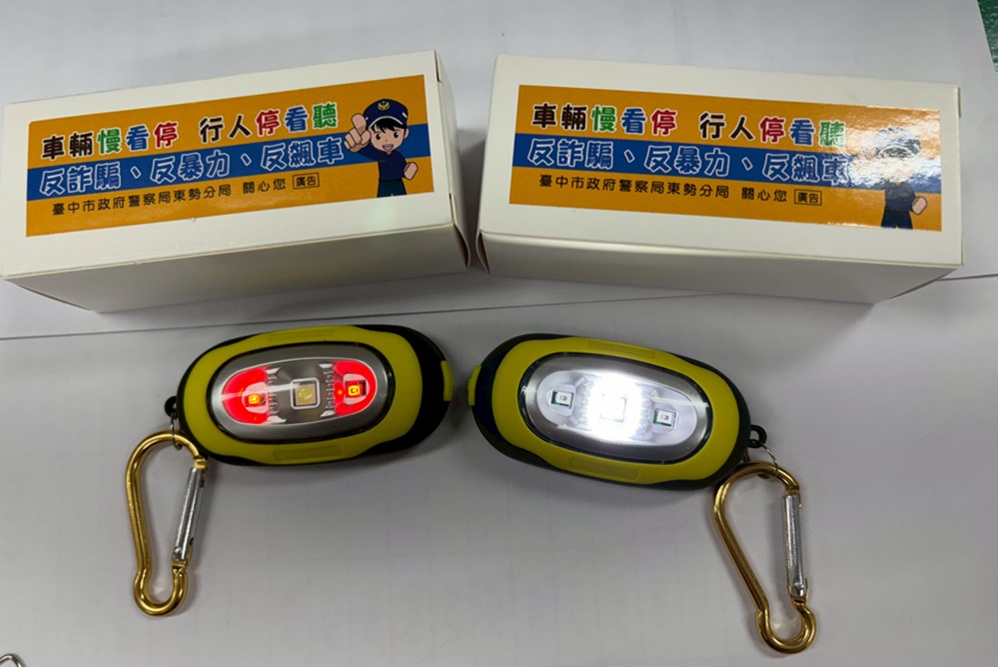 車輛慢看停 行人停看聽
反詐騙、反暴力、反飆車
臺中市政府警察局東勢分局 關心您 廣告
車輛慢看停 行人停看聽
反詐騙、反暴力、反飆車
臺中市政府警察局東勢分局 關心您 廣告